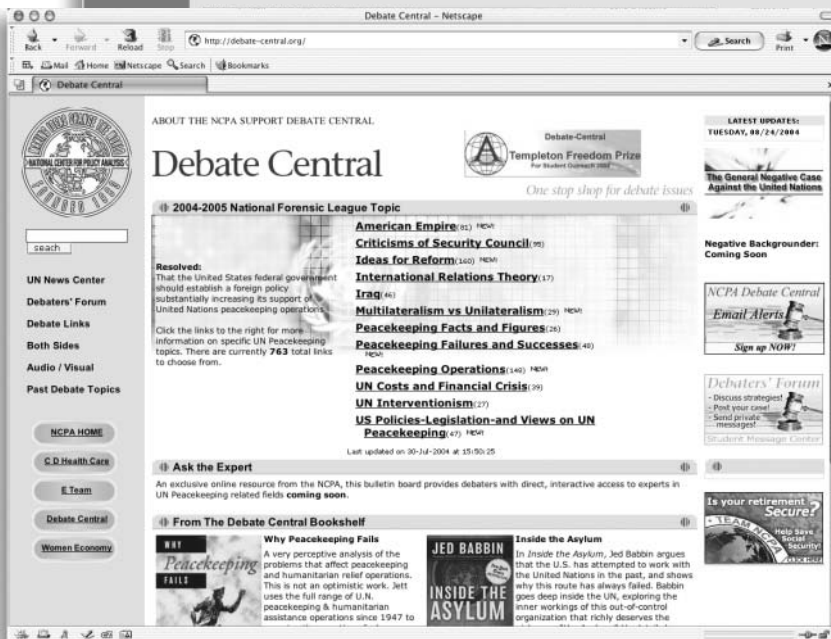 Debate Central – Netscape
Back
Forward
Reload
Stop
http://debate-central.org/
Search
Print
Mail
Home
Netscape
Search
Bookmarks
Debate Central
NATIONAL CENTER FOR POLICY ANALYSIS
seach
UN News Center
Debaters' Forum
Debate Links
Both Sides
Audio / Visual
Past Debate Topics
NCPA HOME
C D Health Care
E Team
Debate Central
Women Economy
ABOUT THE NCPA SUPPORT DEBATE CENTRAL
Debate Central
Debate-Central
Templeton Freedom Prize
For Student Outreach 2004
One stop shop for debate issues
2004-2005 National Forensic League Topic
Resolved:
That the United States federal government
should establish a foreign policy
substantially increasing its support of
United Nations peacekeeping operations
Click the links to the right for more
information on specific UN Peacekeeping
topics. There are currently 763 total links
to choose from.
American Empire(81) NEW!
Criticisms of Security Council(95)
Ideas for Reform(160) NEW!
International Relations Theory(17)
Iraq(46)
Multilateralism vs Unilateralism(29) NEW!
Peacekeeping Facts and Figures(26)
Peacekeeping Failures and Successes(48)
NEW!
Peacekeeping Operations(148) NEW!
UN Costs and Financial Crisis(39)
UN Interventionism(27)
US Policies-Legislation-and Views on UN
Peacekeeping(47) NEW!
Last updated on 30-Jul-2004 at 15:50:25
Ask the Expert
An exclusive online resource from the NCPA, this bulletin board provides debaters with direct, interactive access to experts in
UN Peacekeeping related fields coming soon.
From The Debate Central Bookshelf
WHY
Peacekeeping
FAILS
Why Peacekeeping Fails
A very perceptive analysis of the
problems that affect peacekeeping
and humanitarian relief operations.
This is not an optimistic work. Jett
uses the full range of U.N.
peacekeeping & humanitarian
assistance operations since 1947 to
JED BABBIN
INSIDE THE
ASYLUM
Inside the Asylum
In Inside the Asylum, Jed Babbin argues
that the U.S. has attempted to work with
the United Nations in the past, and shows
why this route has always failed. Babbin
goes deep inside the UN, exploring the
inner workings of this out-of-control
organization that richly deserves the
LATEST UPDATES:
TUESDAY, 08/24/2004
The General Negative Case
Against the United Nations
Negative Backgrounder:
Coming Soon
NCPA Debate Central
Email Alerts
Sign up NOW!
Debaters' Forum
- Discuss strategies!
- Post your case!
- Send private
messages!
Student Message Center
Is your retirement
Secure?
TEAM NCPA
Help Save
Social
Security!
CLICK HERE